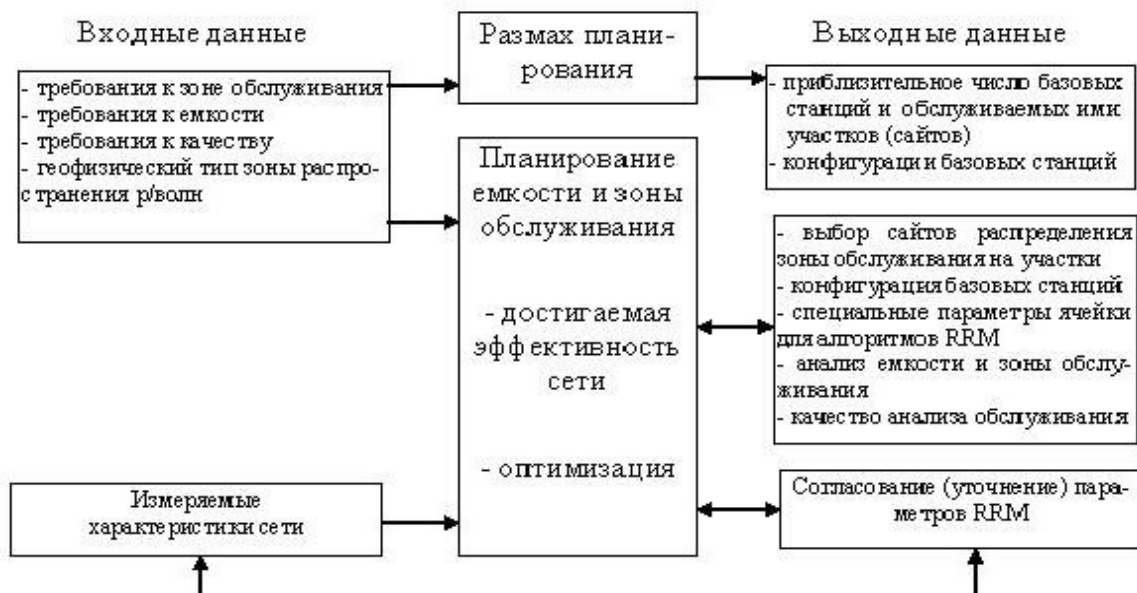 Входные данные
- требования к зоне обслуживания
- требования к емкости
- требования к качеству
- геофизический тип зоны распро-
странения р/волн
Размах плани-
рования
Выходные данные
- приблизительное число базовых
станций и обслуживаемых ими
участков (сайтов)
- конфигурации базовых станций
Планирование
емкости и зоны
обслуживания
- достигаемая
эффективность
сети
- оптимизация
- выбор сайтов распределения
зоны обслуживания на участки
- конфигурация базовых станций
- специальные параметры ячейки
для алгоритмов RRM
- анализ емкости и зоны обслу-
живания
- качество анализа обслуживания
Измеряемые
характеристики сети
Согласование (уточнение) пара-
метров RRM